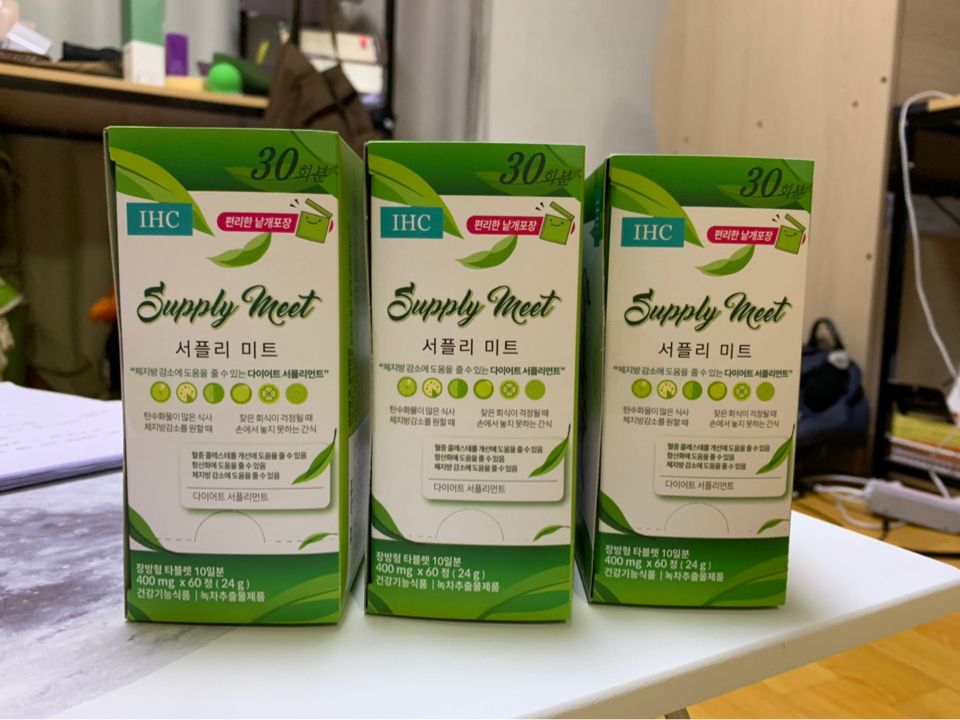 30회분
IHC
편리한 낱개포장
Supply Meet
서플리 미트
"체지방 감소에 도움을 줄 수 있는 다이어트 서플리먼트"
탄수화물이 많은 식사
체지방감소를 원할 때
잦은 회식이 걱정될 때
손에서 놓지 못하는 간식
혈중 콜레스테롤 개선에 도움을 줄 수 있음
항산화에 도움을 줄 수 있음
체지방 감소에 도움을 줄 수 있음
다이어트 서플리먼트
장방형 타블렛 10일분
400 mg x 60 정 ( 24 g )
건강기능식품 | 녹차추출물제품
30회분
IHC
편리한 낱개포장
Supply Meet
서플리 미트
"체지방 감소에 도움을 줄 수 있는 다이어트 서플리먼트"
탄수화물이 많은 식사
체지방감소를 원할 때
잦은 회식이 걱정될 때
손에서 놓지 못하는 간식
혈중 콜레스테롤 개선에 도움을 줄 수 있음
항산화에 도움을 줄 수 있음
체지방 감소에 도움을 줄 수 있음
다이어트 서플리먼트
장방형 타블렛 10일분
400 mg x 60 정 ( 24 g )
건강기능식품 | 녹차추출물제품
30회분
IHC
편리한 낱개포장
Supply Meet
서플리 미트
"체지방 감소에 도움을 줄 수 있는 다이어트 서플리먼트"
탄수화물이 많은 식사
체지방감소를 원할 때
잦은 회식이 걱정될 때
손에서 놓지 못하는 간식
혈중 콜레스테롤 개선에 도움을 줄 수 있음
항산화에 도움을 줄 수 있음
체지방 감소에 도움을 줄 수 있음
다이어트 서플리먼트
장방형 타블렛 10일분
400 mg x 60 정 ( 24 g )
건강기능식품 | 녹차추출물제품